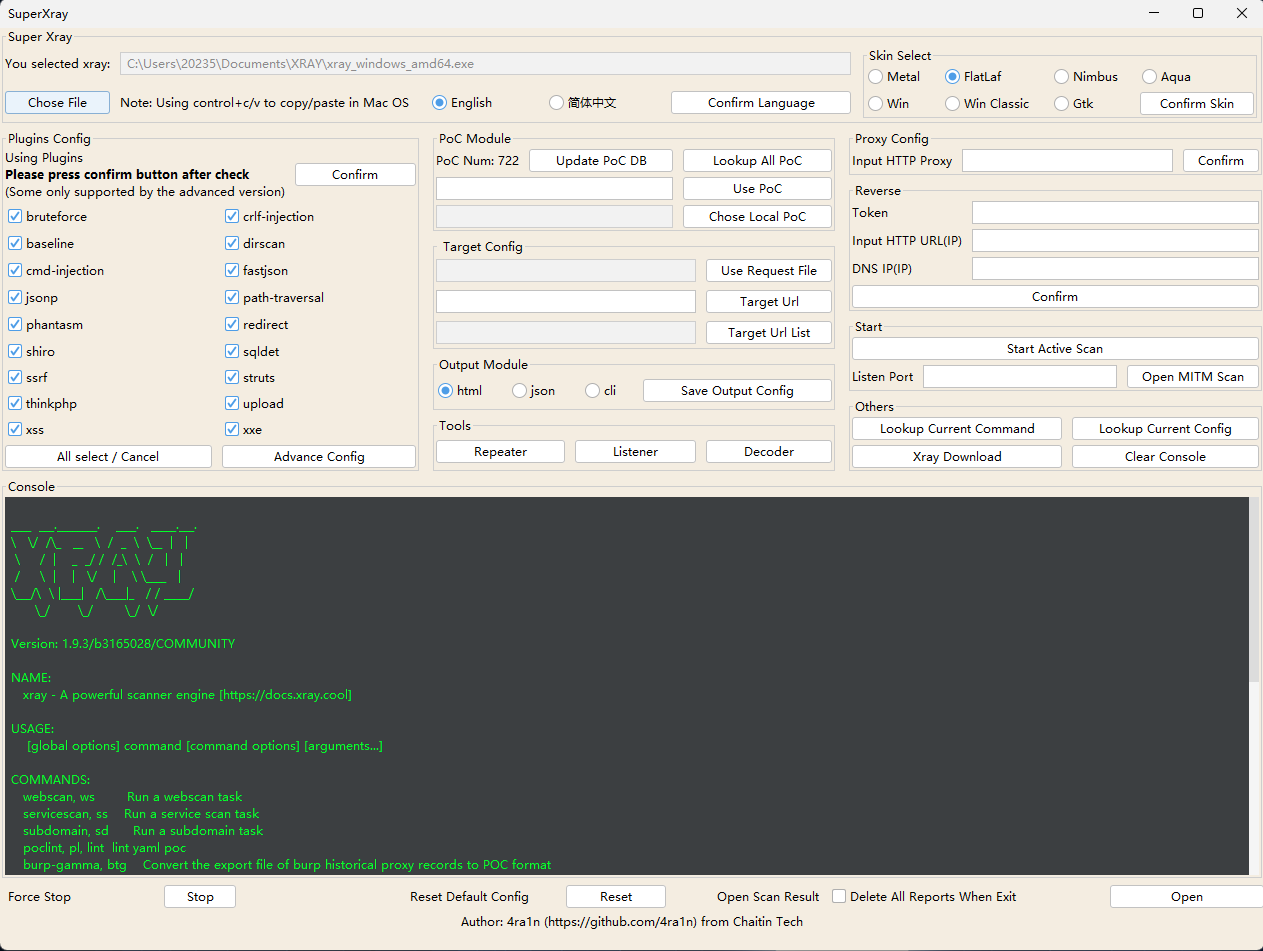 SuperXray
Super Xray
You selected xray: C:\Users\20235\Documents\XRAY\xray_windows_amd64.exe
Chose File Note: Using control+c/v to copy/paste in Mac OS English 简体中文 Confirm Language
Skin Select
Metal FlatLaf Nimbus Aqua
Win Win Classic Gtk Confirm Skin
Plugins Config
Using Plugins
Please press confirm button after check
(Some only supported by the advanced version)
Confirm
bruteforce crlf-injection
baseline dirscan
cmd-injection fastjson
jsonp path-traversal
phantasm redirect
shiro sqldet
ssrf struts
thinkphp upload
xss xxe
All select / Cancel Advance Config
PoC Module
PoC Num: 722 Update PoC DB Lookup All PoC
Use PoC
Chose Local PoC
Target Config
Use Request File
Target Url
Target Url List
Output Module
html json cli Save Output Config
Tools
Repeater Listener Decoder
Proxy Config
Input HTTP Proxy Confirm
Reverse
Token
Input HTTP URL(IP)
DNS IP(IP)
Confirm
Start
Start Active Scan
Listen Port Open MITM Scan
Others
Lookup Current Command Lookup Current Config
Xray Download Clear Console
Console
Version: 1.9.3/b3165028/COMMUNITY
NAME:
xray - A powerful scanner engine [https://docs.xray.cool]
USAGE:
[global options] command [command options] [arguments...]
COMMANDS:
webscan, ws Run a webscan task
servicescan, ss Run a service scan task
subdomain, sd Run a subdomain task
poclint, pl, lint lint yaml poc
burp-gamma, btg Convert the export file of burp historical proxy records to POC format
Force Stop Stop Reset Default Config Reset Open Scan Result Delete All Reports When Exit Open
Author: 4ra1n (https://github.com/4ra1n) from Chaitin Tech